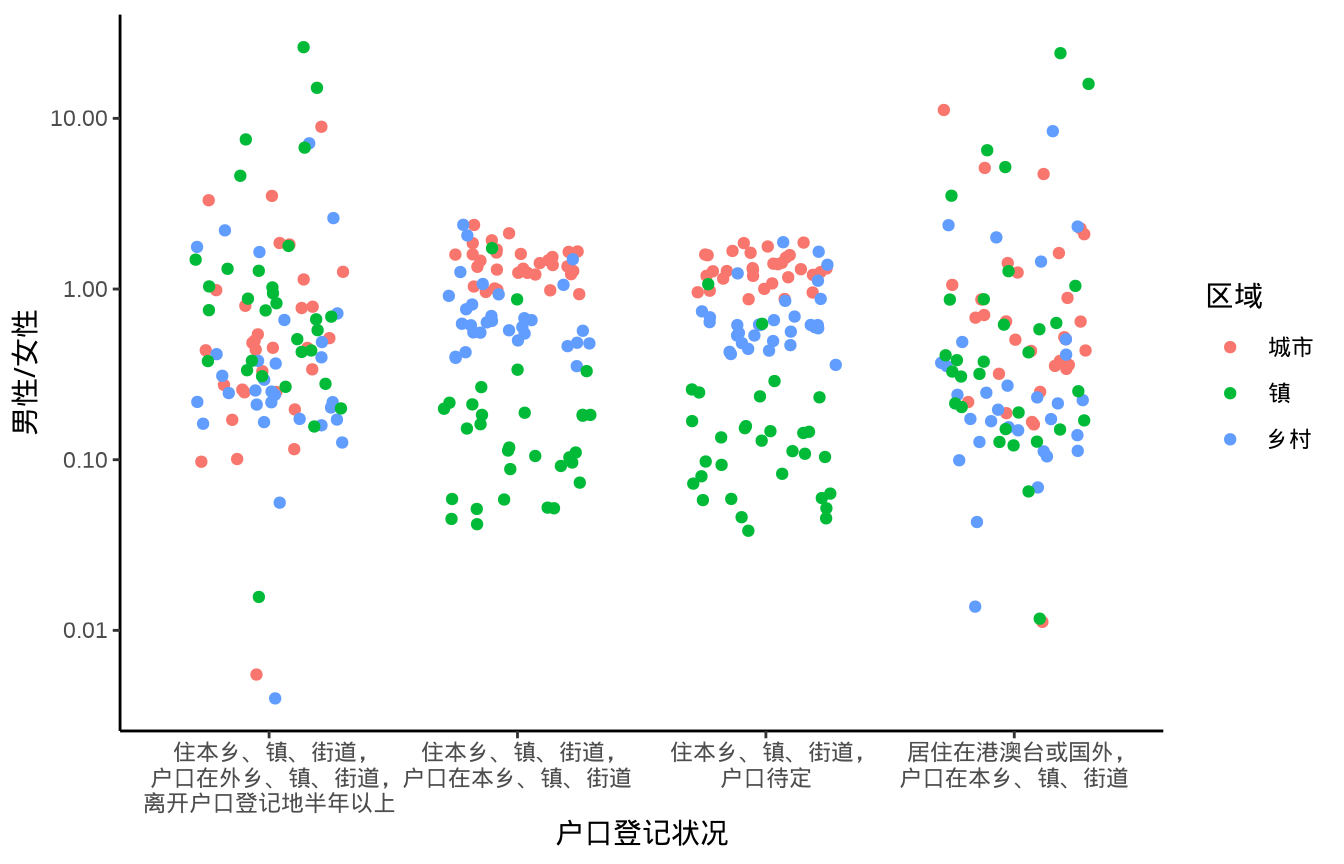 男性/女性
10.00
1.00
0.10
0.01
住本乡、镇、街道，
户口在外乡、镇、街道，
离开户口登记地半年以上
住本乡、镇、街道，
户口在本乡、镇、街道
住本乡、镇、街道，
户口待定
居住在港澳台或国外，
户口在本乡、镇、街道
户口登记状况
区域
城市
镇
乡村